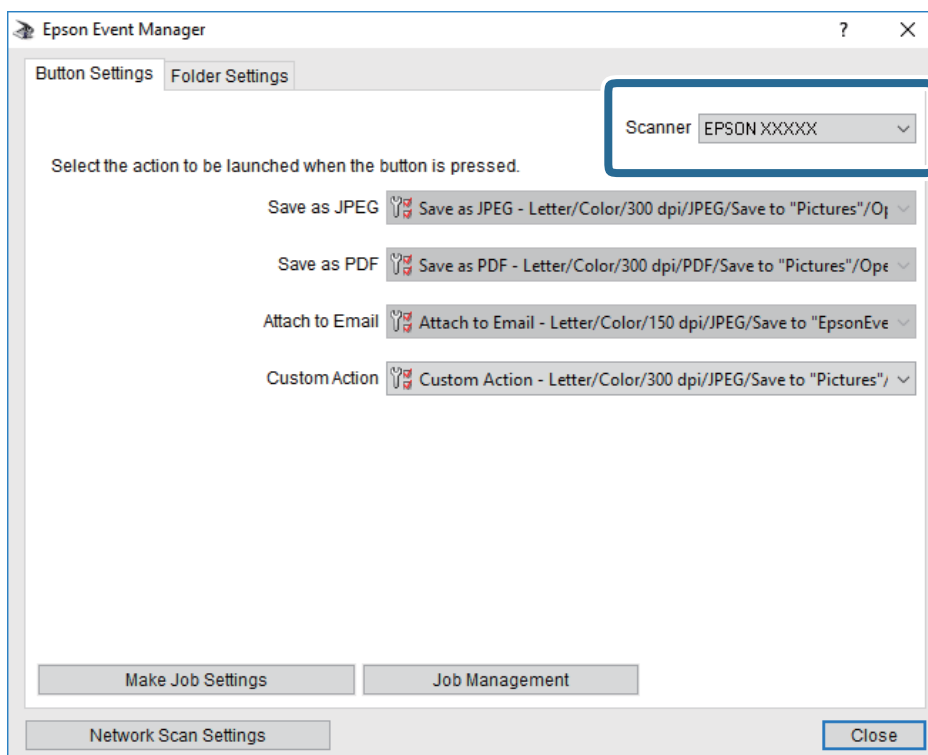 Epson Event Manager
Button Settings Folder Settings
Scanner EPSON XXXXX
Select the action to be launched when the button is pressed.
Save as JPEG Save as JPEG - Letter/Color/300 dpi/JPEG/Save to "Pictures"/Op
Save as PDF Save as PDF - Letter/Color/300 dpi/PDF/Save to "Pictures"/Ope
Attach to Email Attach to Email - Letter/Color/150 dpi/JPEG/Save to "EpsonEve
Custom Action Custom Action - Letter/Color/300 dpi/JPEG/Save to "Pictures"/
Make Job Settings Job Management
Network Scan Settings Close